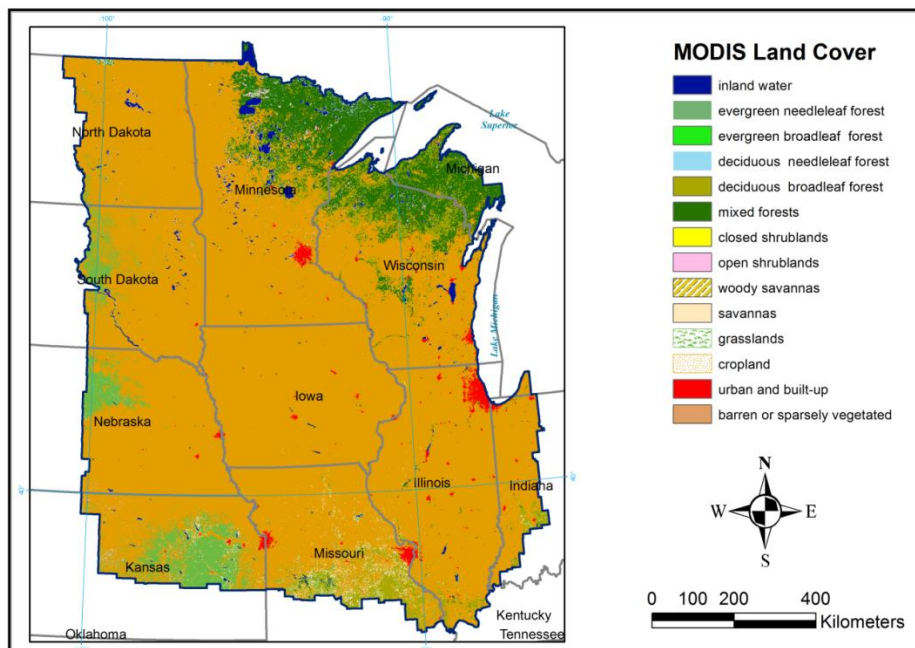 -100°
-90°
MODIS Land Cover
inland water
evergreen needleleaf forest
evergreen broadleaf forest
deciduous needleleaf forest
deciduous broadleaf forest
mixed forests
closed shrublands
open shrublands
woody savannas
savannas
grasslands
cropland
urban and built-up
barren or sparsely vegetated
Lake
Superior
North Dakota
Minnesota
Michigan
South Dakota
Wisconsin
Lake Michigan
Nebraska
Iowa
Illinois
Indiana
40°
40°
Kansas
Missouri
Kentucky
Tennessee
Oklahoma
N
W
E
S
0 100 200 400
Kilometers